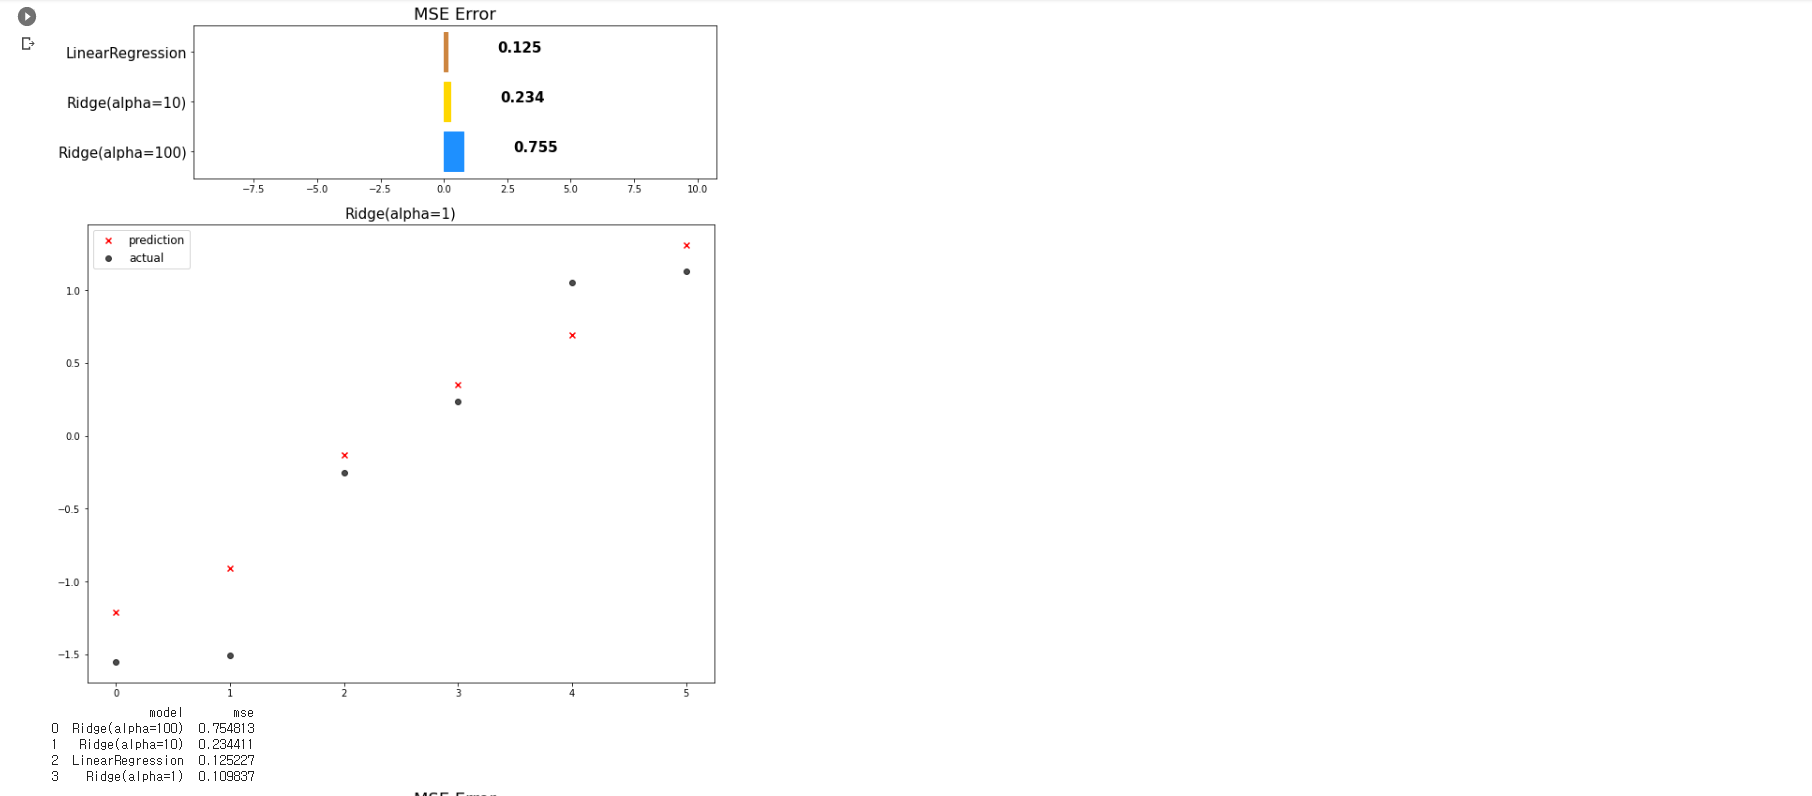 MSE Error
LinearRegression 0.125
Ridge(alpha=10) 0.234
Ridge(alpha=100) 0.755
−7.5 −5.0 −2.5 0.0 2.5 5.0 7.5 10.0
Ridge(alpha=1)
prediction
actual
1.0
0.5
0.0
−0.5
−1.0
−1.5
0 1 2 3 4 5
model mse
0 Ridge(alpha=100) 0.754813
1 Ridge(alpha=10) 0.234411
2 LinearRegression 0.125227
3 Ridge(alpha=1) 0.109837
MSE Error